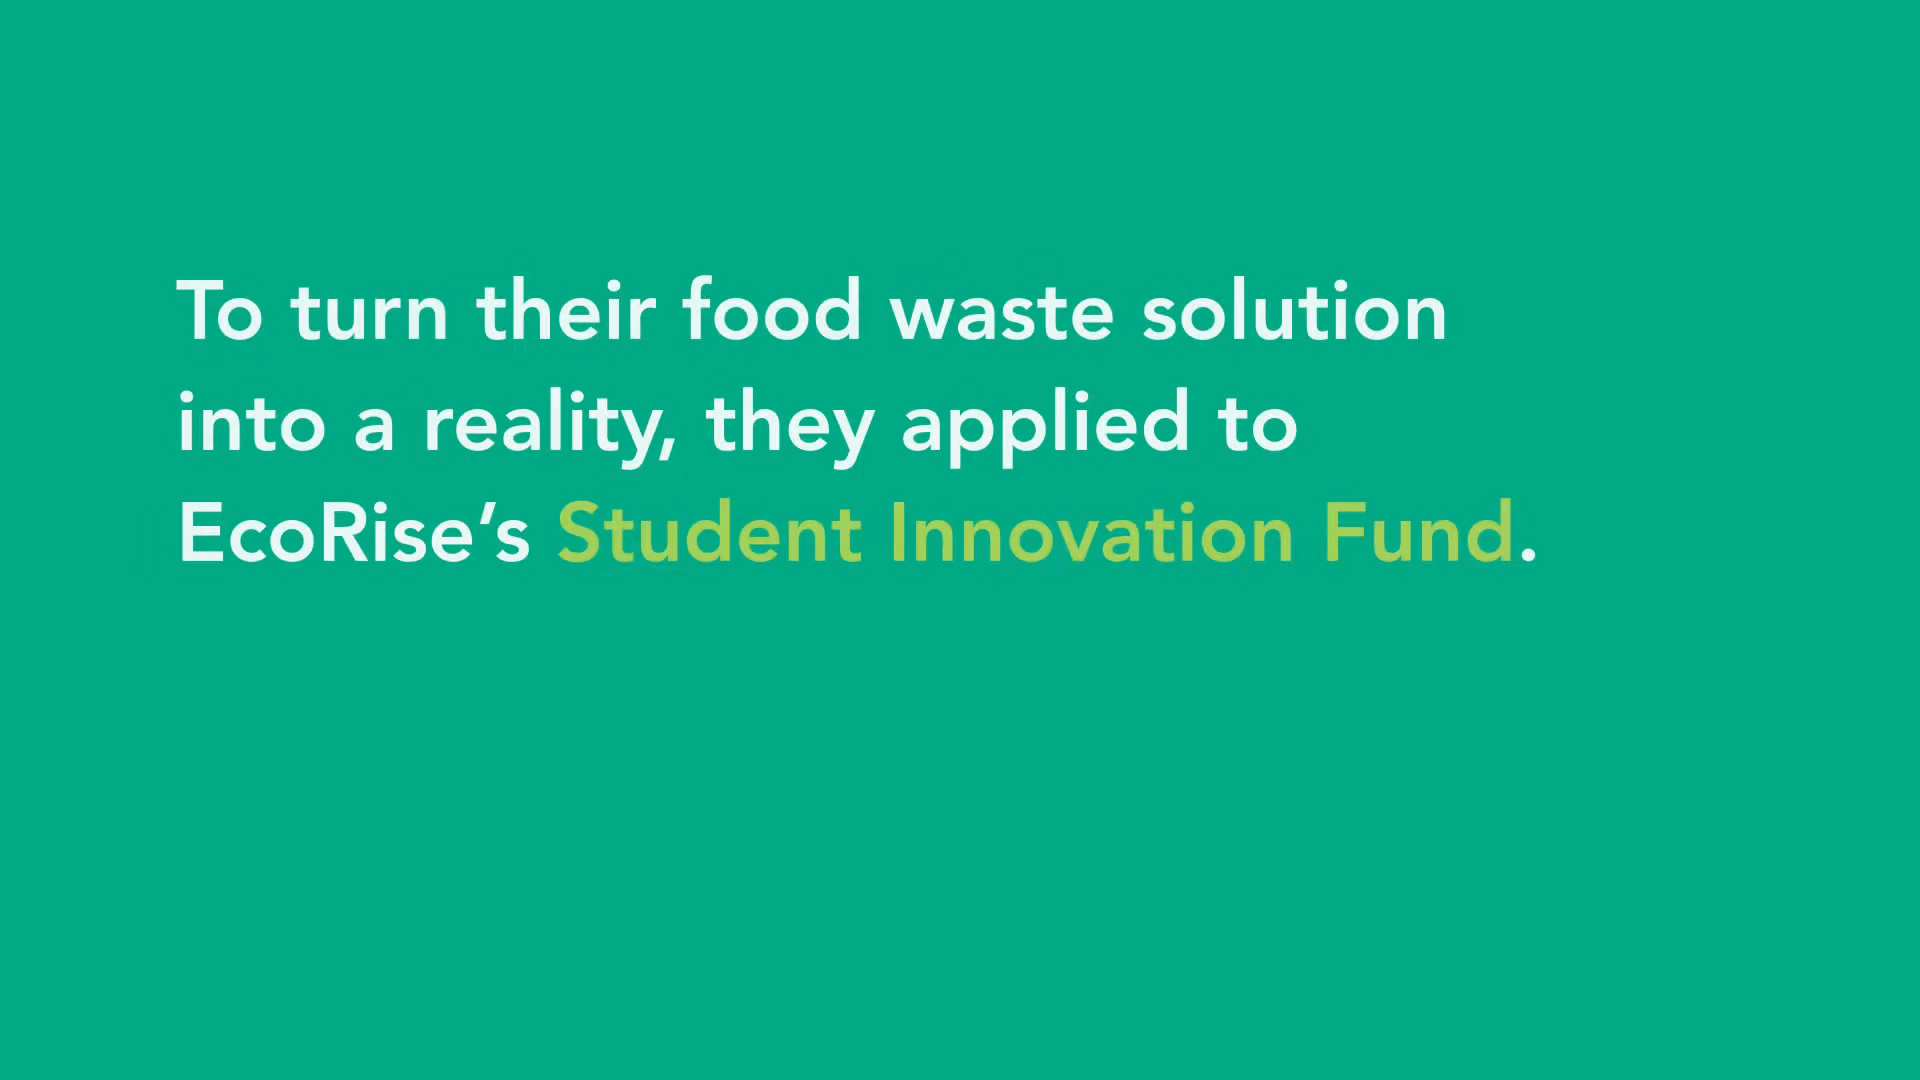 To turn their food waste solution
into a reality, they applied to
EcoRise’s Student Innovation Fund.